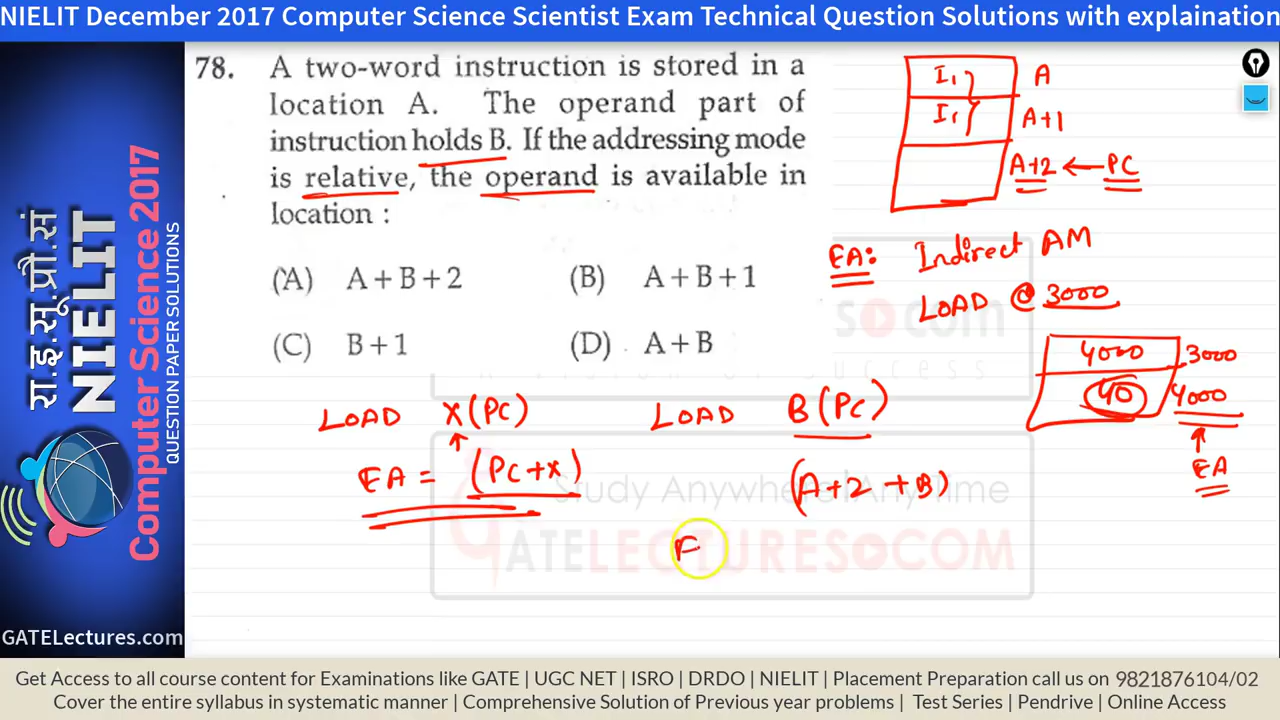 NIELIT December 2017 Computer Science Scientist Exam Technical Question Solutions with explaination
रा.इ.सू.प्रौ.सं
NIELIT
Computer Science 2017
QUESTION PAPER SOLUTIONS
GATELectures.com
78. A two-word instruction is stored in a
location A. The operand part of
instruction holds B. If the addressing mode
is relative, the operand is available in
location :
(A) A + B + 2 (B) A + B + 1
(C) B + 1 (D) A + B
I1 A
I1 A+1
A+2 ← PC
EA: Indirect AM
LOAD @ 3000
4000 3000
40 4000
EA
LOAD X(PC) LOAD B(PC)
EA = (PC+X) (A+2+B)
E
Study Anywhere Anytime
GATELECTURESCOM
Get Access to all course content for Examinations like GATE | UGC NET | ISRO | DRDO | NIELIT | Placement Preparation call us on 9821876104/02
Cover the entire syllabus in systematic manner | Comprehensive Solution of Previous year problems | Test Series | Pendrive | Online Access